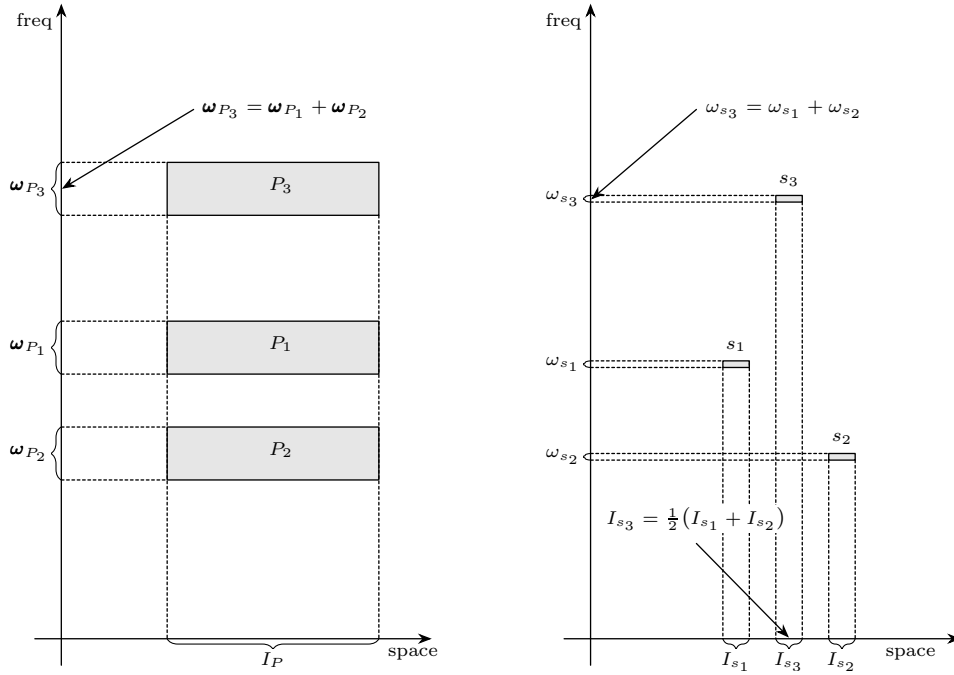 freq
𝝎_{P_3} = 𝝎_{P_1} + 𝝎_{P_2}
𝝎_{P_3}
P_3
𝝎_{P_1}
P_1
𝝎_{P_2}
P_2
I_P
space
freq
ω_{s_3} = ω_{s_1} + ω_{s_2}
s_3
ω_{s_3}
s_1
ω_{s_1}
s_2
ω_{s_2}
I_{s_3} = \frac{1}{2}(I_{s_1} + I_{s_2})
I_{s_1} I_{s_3} I_{s_2} space